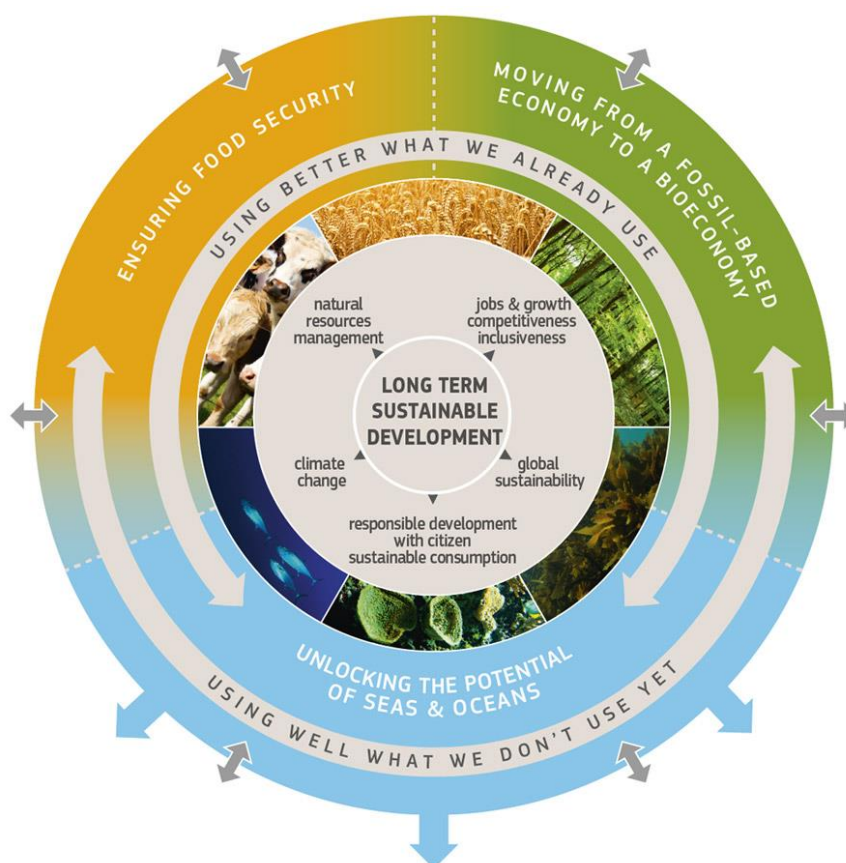 ENSURING FOOD SECURITY
MOVING FROM A FOSSIL-BASED
ECONOMY TO A BIOECONOMY
USING BETTER WHAT WE ALREADY USE
natural
resources
management
jobs & growth
competitiveness
inclusiveness
LONG TERM
SUSTAINABLE
DEVELOPMENT
climate
change
global
sustainability
responsible development
with citizen
sustainable consumption
UNLOCKING THE POTENTIAL
OF SEAS & OCEANS
USING WELL WHAT WE DON'T USE YET